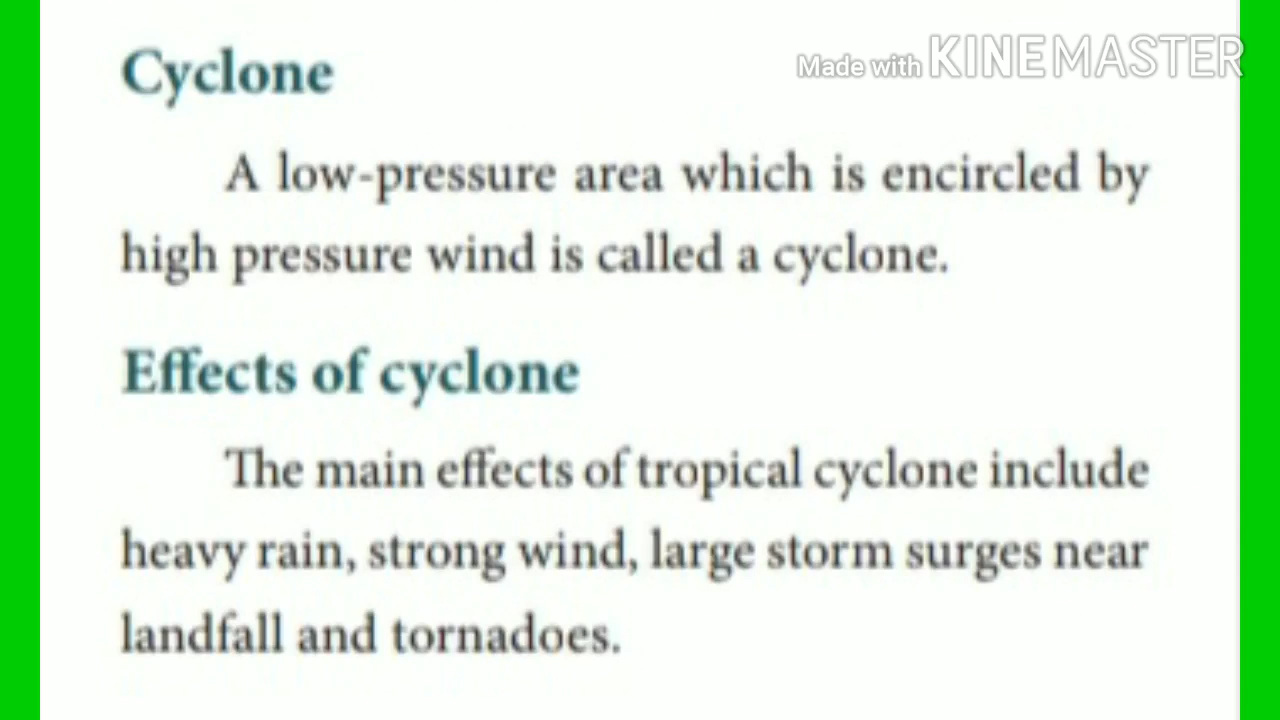 Made with KINEMASTER
Cyclone
A low-pressure area which is encircled by
high pressure wind is called a cyclone.
Effects of cyclone
The main effects of tropical cyclone include
heavy rain, strong wind, large storm surges near
landfall and tornadoes.